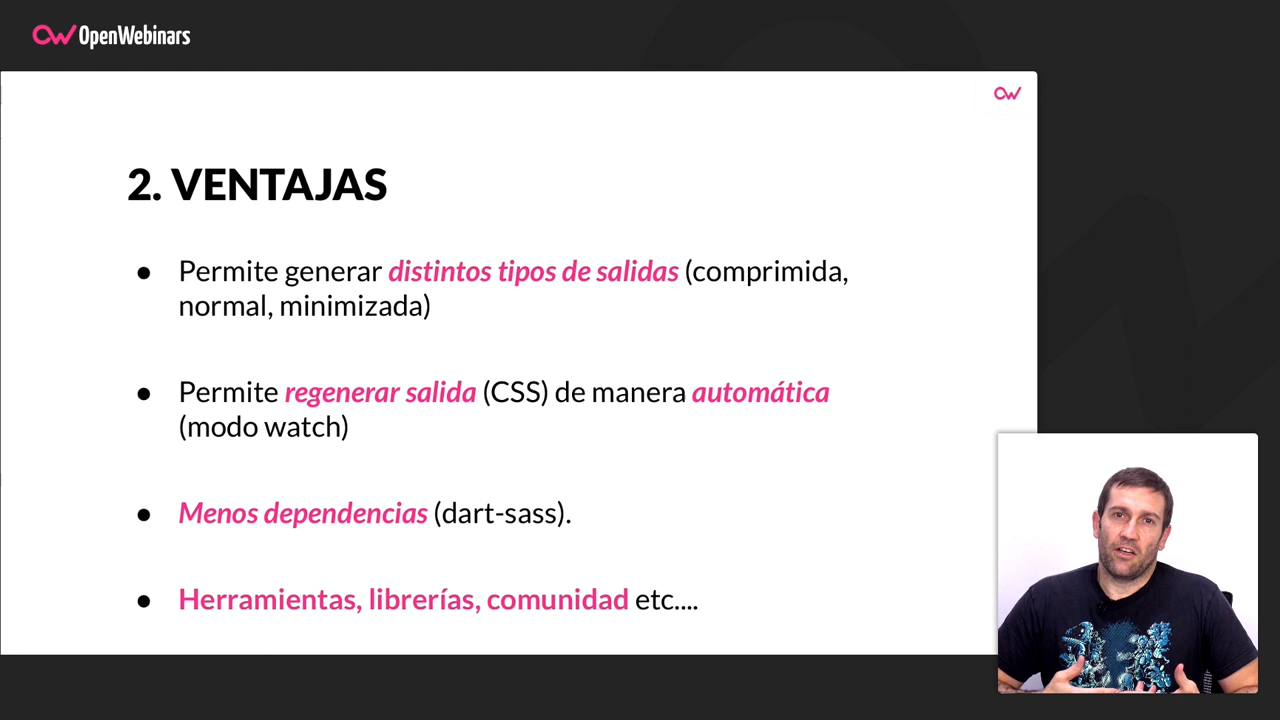 OpenWebinars
2. VENTAJAS
● Permite generar distintos tipos de salidas (comprimida,
normal, minimizada)
● Permite regenerar salida (CSS) de manera automática
(modo watch)
● Menos dependencias (dart-sass).
● Herramientas, librerías, comunidad etc....